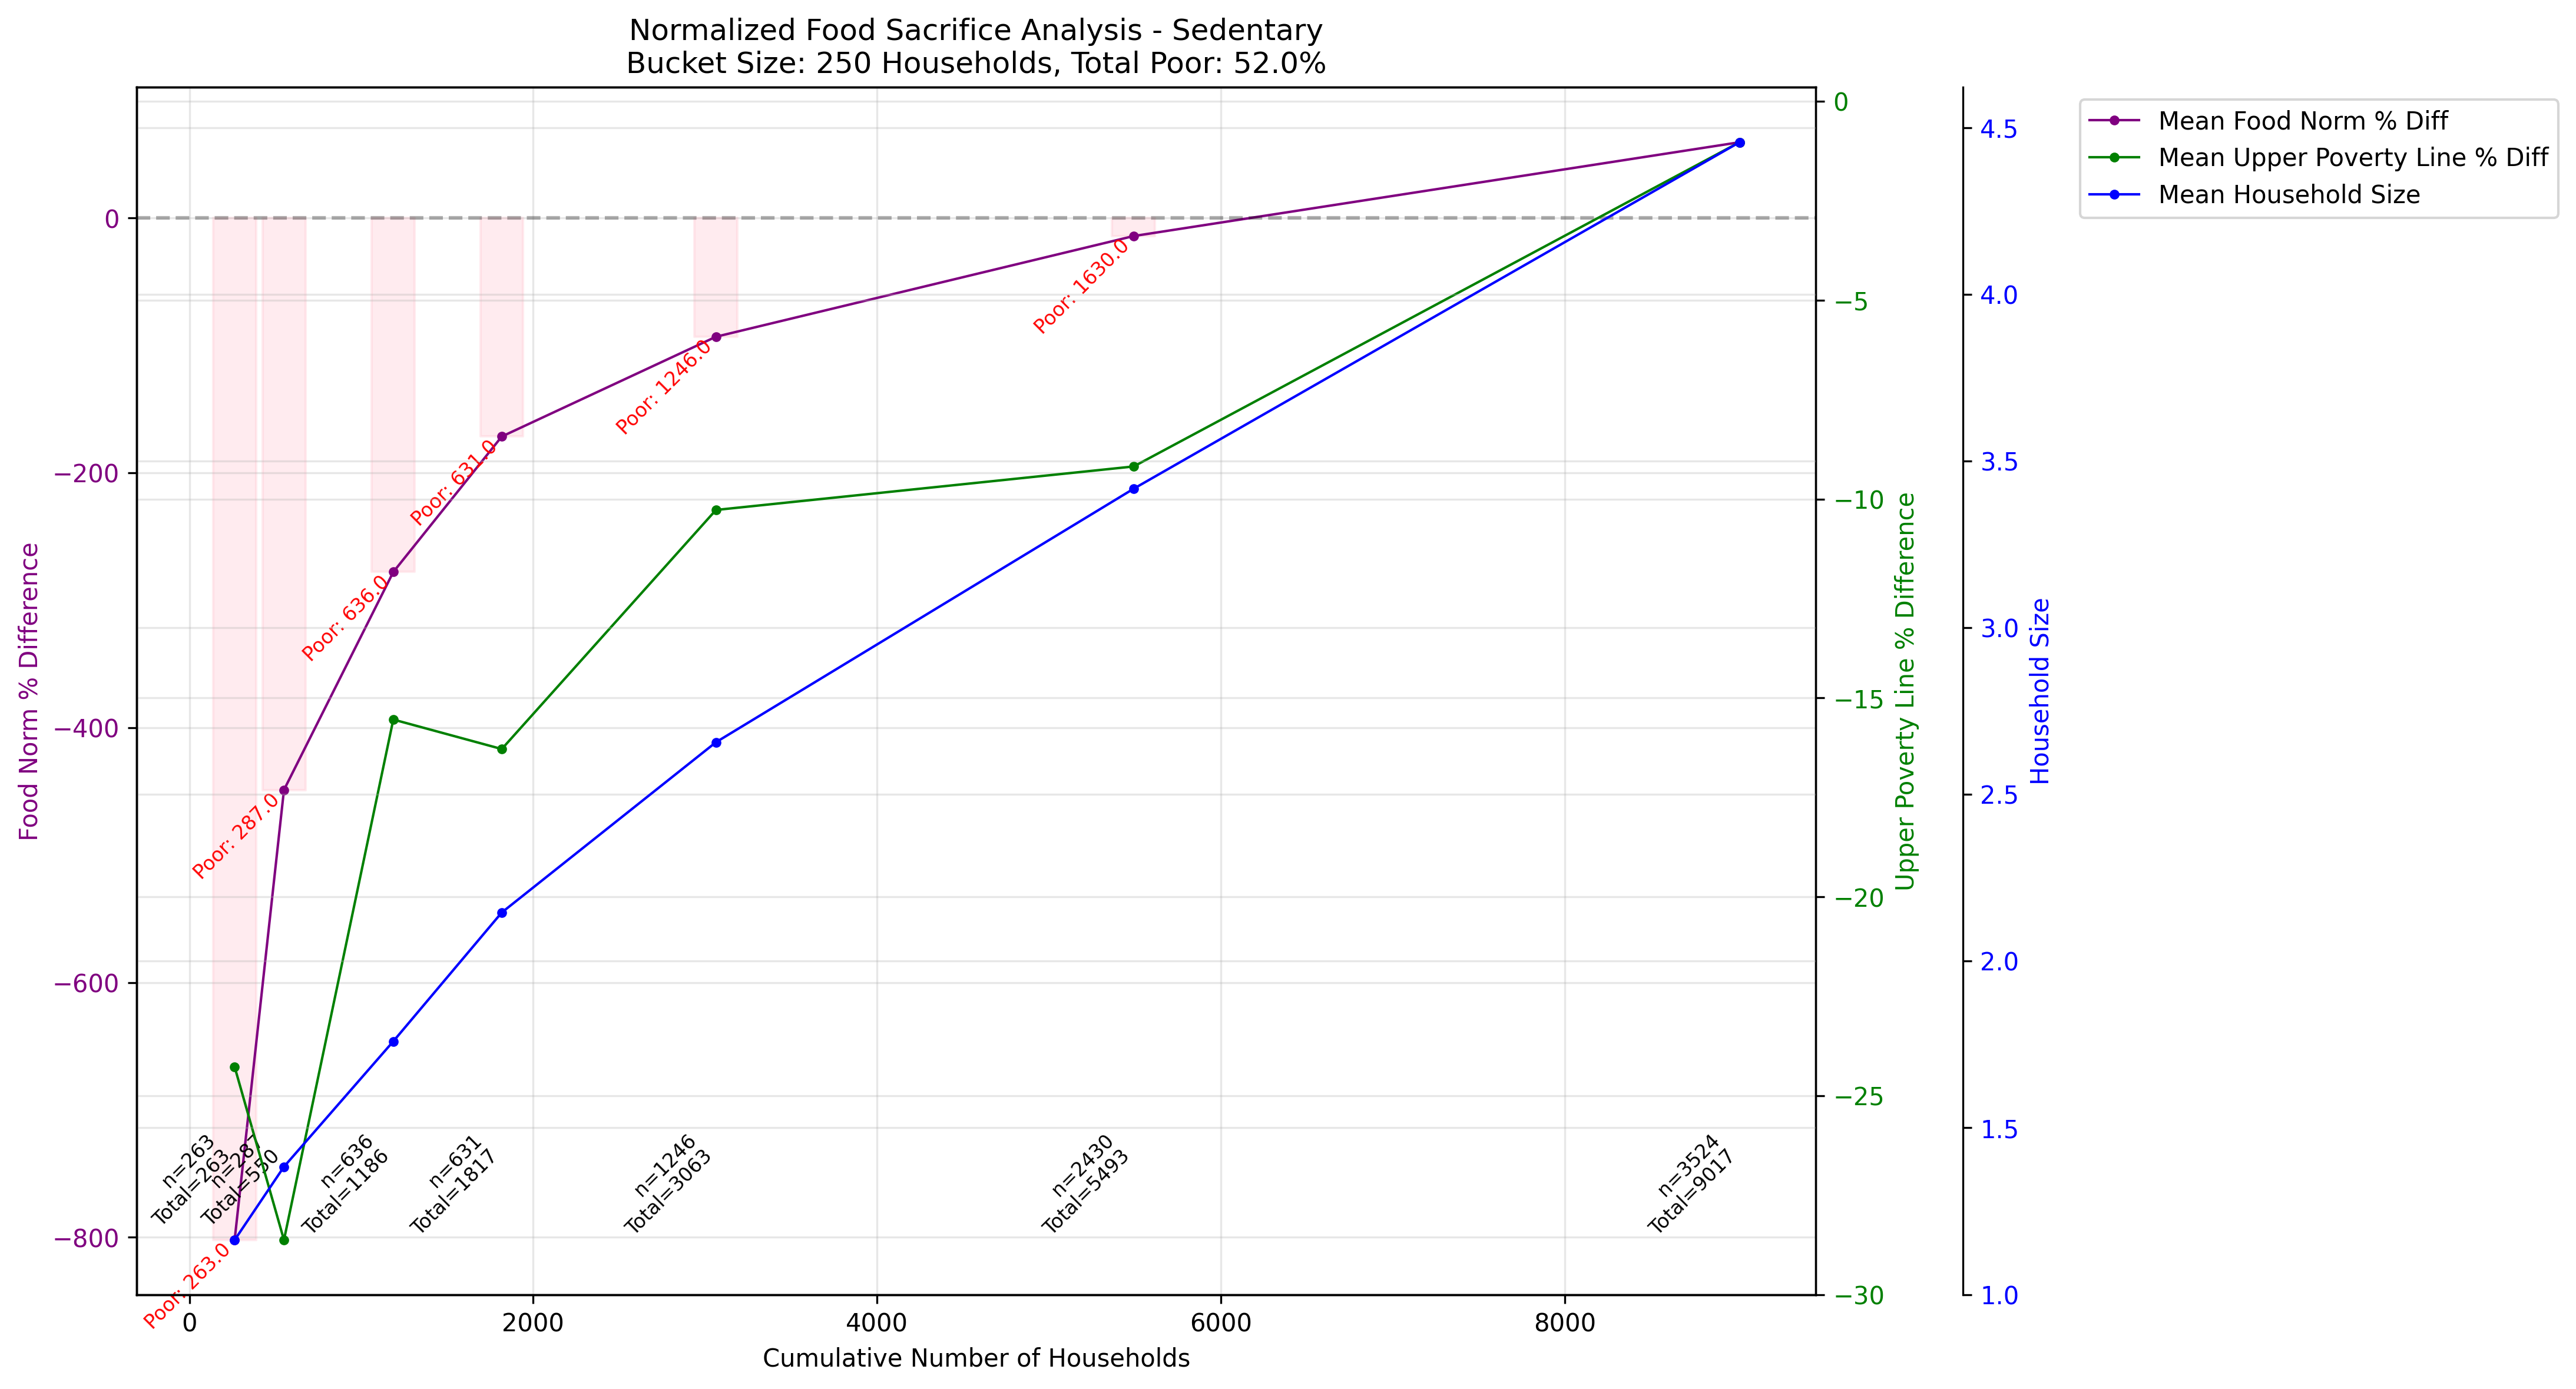 Normalized Food Sacrifice Analysis - Sedentary
Bucket Size: 250 Households, Total Poor: 52.0%
Mean Food Norm % Diff
Mean Upper Poverty Line % Diff
Mean Household Size
Food Norm % Difference
0
−200
−400
−600
−800
Poor: 263.0
Poor: 287.0
Poor: 636.0
Poor: 631.0
Poor: 1246.0
Poor: 1630.0
n=263
Total=263
Total=550
n=636
Total=1186
n=631
Total=1817
n=1246
Total=3063
n=2430
Total=5493
n=3524
Total=9017
0
2000
4000
6000
8000
Cumulative Number of Households
0
−5
−10
−15
−20
−25
−30
Upper Poverty Line % Difference
4.5
4.0
3.5
3.0
2.5
2.0
1.5
1.0
Household Size